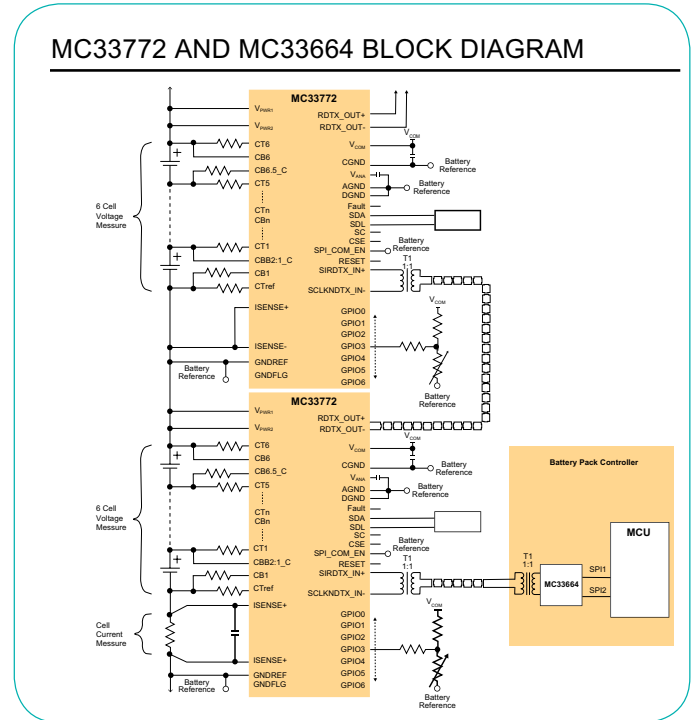 MC33772 AND MC33664 BLOCK DIAGRAM
MC33772
VPWR1
VPWR2
CT6
CB6
CB6.5_C
CT5
CTn
CBn
CT1
CBB2:1_C
CB1
CTref
ISENSE+
ISENSE-
GNDREF
GNDFLG
RDTX_OUT+
RDTX_OUT-
VCOM
CGND
VANA
AGND
DGND
Fault
SDA
SDL
SC
CSE
SPI_COM_EN
RESET
SIRDTX_IN+
SCLKNDTX_IN-
GPIO0
GPIO1
GPIO2
GPIO3
GPIO4
GPIO5
GPIO6
+
+
6 Cell
Voltage
Messure
Battery
Reference
VCOM
Battery
Reference
Battery
Reference
Battery
Reference
T1
1:1
VCOM
Battery
Reference
MC33772
VPWR1
VPWR2
CT6
CB6
CB6.5_C
CT5
CTn
CBn
CT1
CBB2:1_C
CB1
CTref
ISENSE+
ISENSE+
GNDREF
GNDFLG
RDTX_OUT+
RDTX_OUT-
VCOM
CGND
VANA
AGND
DGND
Fault
SDA
SDL
SC
CSE
SPI_COM_EN
RESET
SIRDTX_IN+
SCLKNDTX_IN-
GPIO0
GPIO1
GPIO2
GPIO3
GPIO4
GPIO5
GPIO6
+
+
6 Cell
Voltage
Messure
Cell
Current
Messure
Battery
Reference
VCOM
Battery
Reference
Battery
Reference
Battery
Reference
T1
1:1
VCOM
Battery
Reference
Battery Pack Controller
T1
1:1
MC33664
SPI1
SPI2
MCU